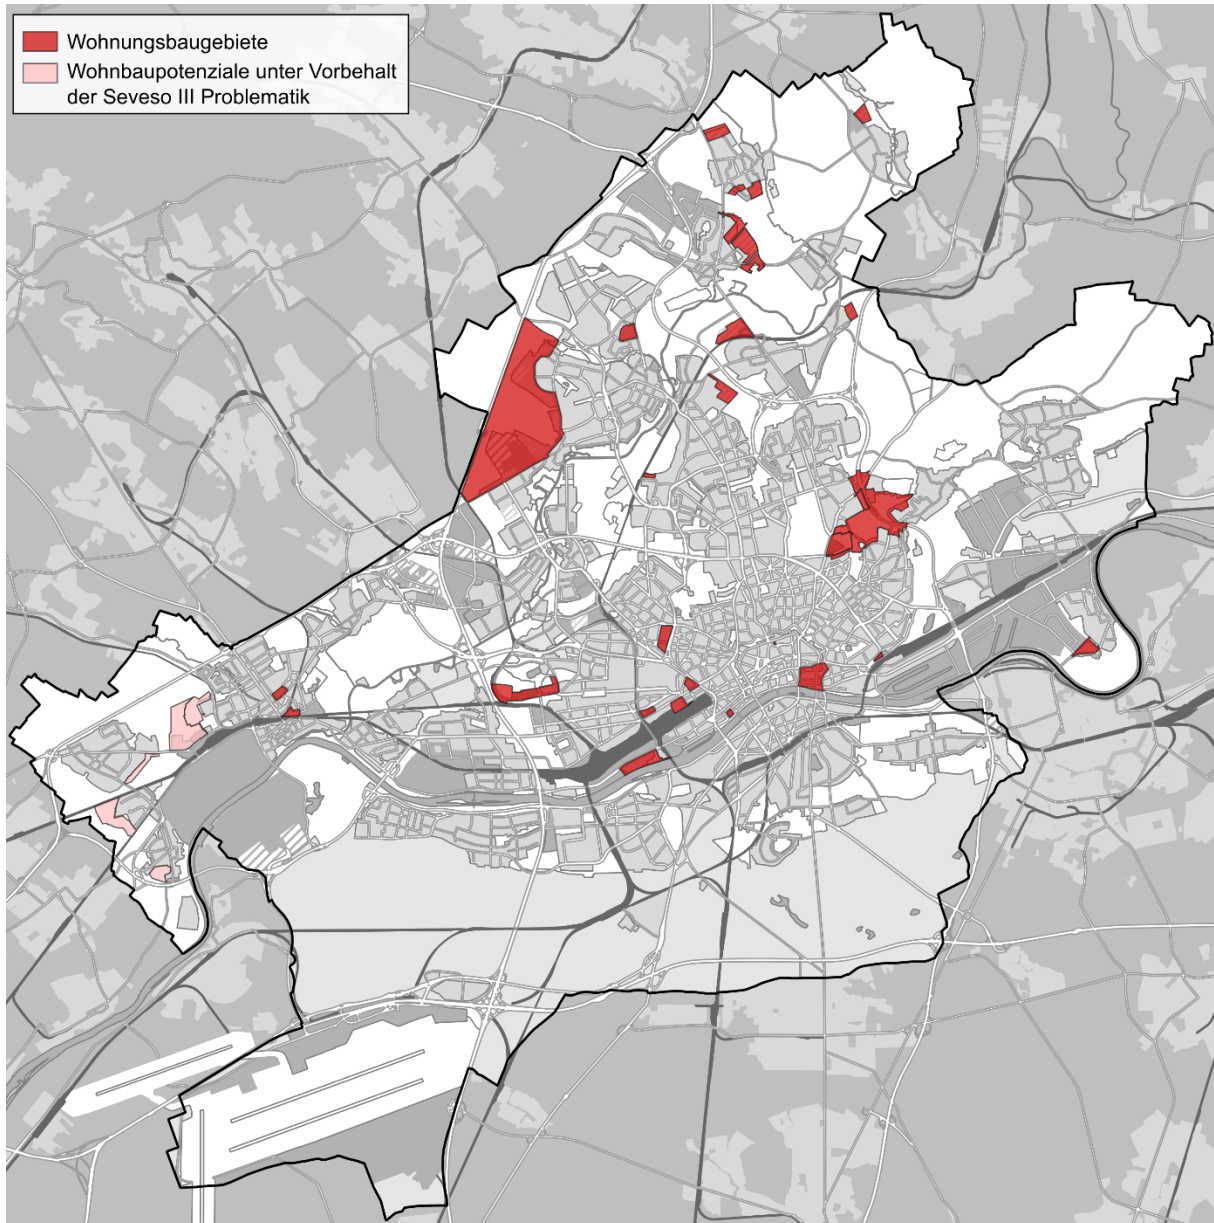 Wohnungsbaugebiete
Wohnbaupotenziale unter Vorbehalt
der Seveso III Problematik